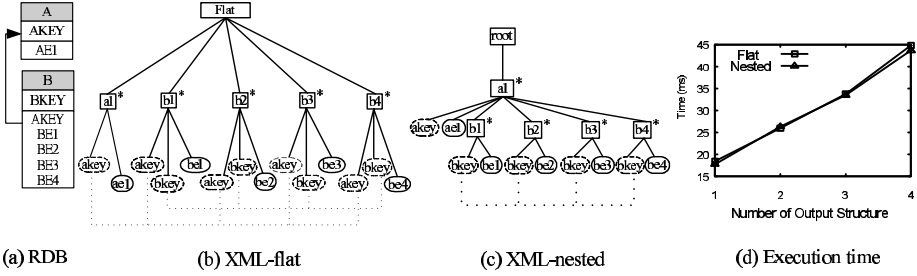 A
AKEY
AE1
B
BKEY
AKEY
BE1
BE2
BE3
BE4
(a) RDB
Flat
a1 * b1 * b2 * b3 * b4 *
akey ae1 akey bkey be1 akey bkey be2 akey bkey be3 akey bkey be4
(b) XML-flat
root
a1 *
akey ae1 b1 * b2 * b3 * b4 *
bkey be1 bkey be2 bkey be3 bkey be4
(c) XML-nested
Flat
Nested
Time (ms)
45
40
35
30
25
20
15
1 2 3 4
Number of Output Structure
(d) Execution time